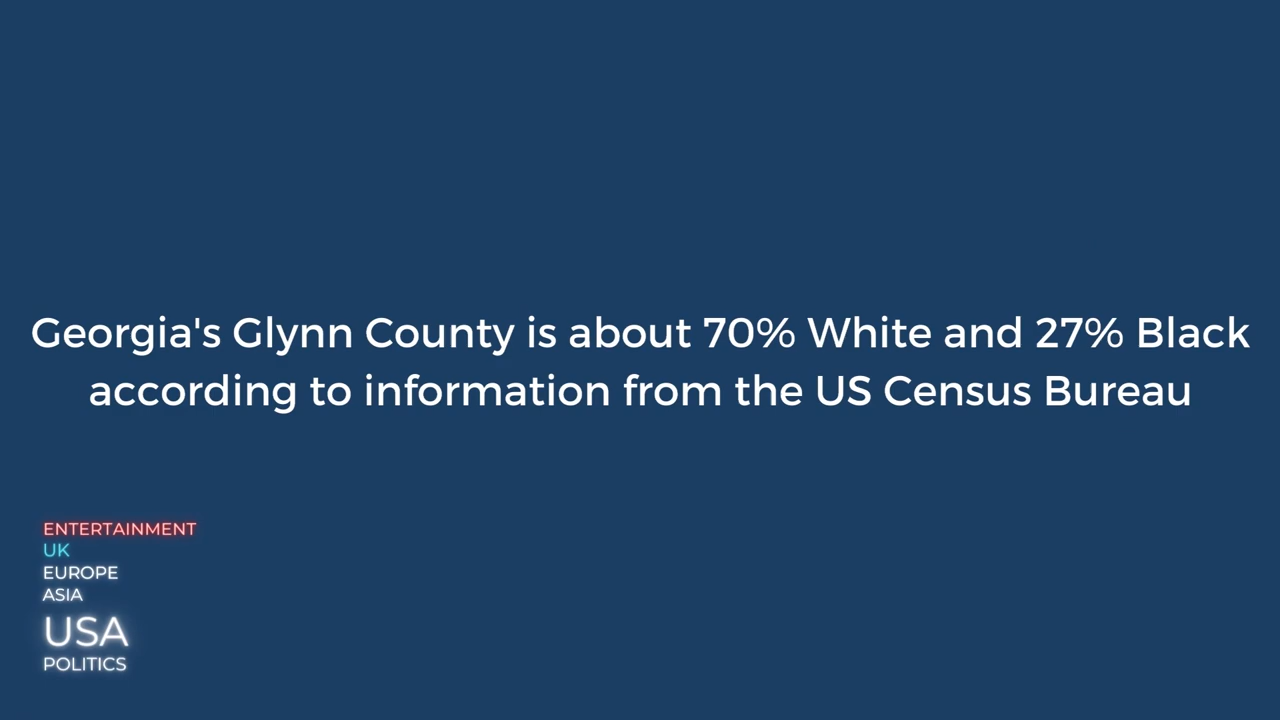 Georgia's Glynn County is about 70% White and 27% Black
according to information from the US Census Bureau
ENTERTAINMENT
UK
EUROPE
ASIA
USA
POLITICS